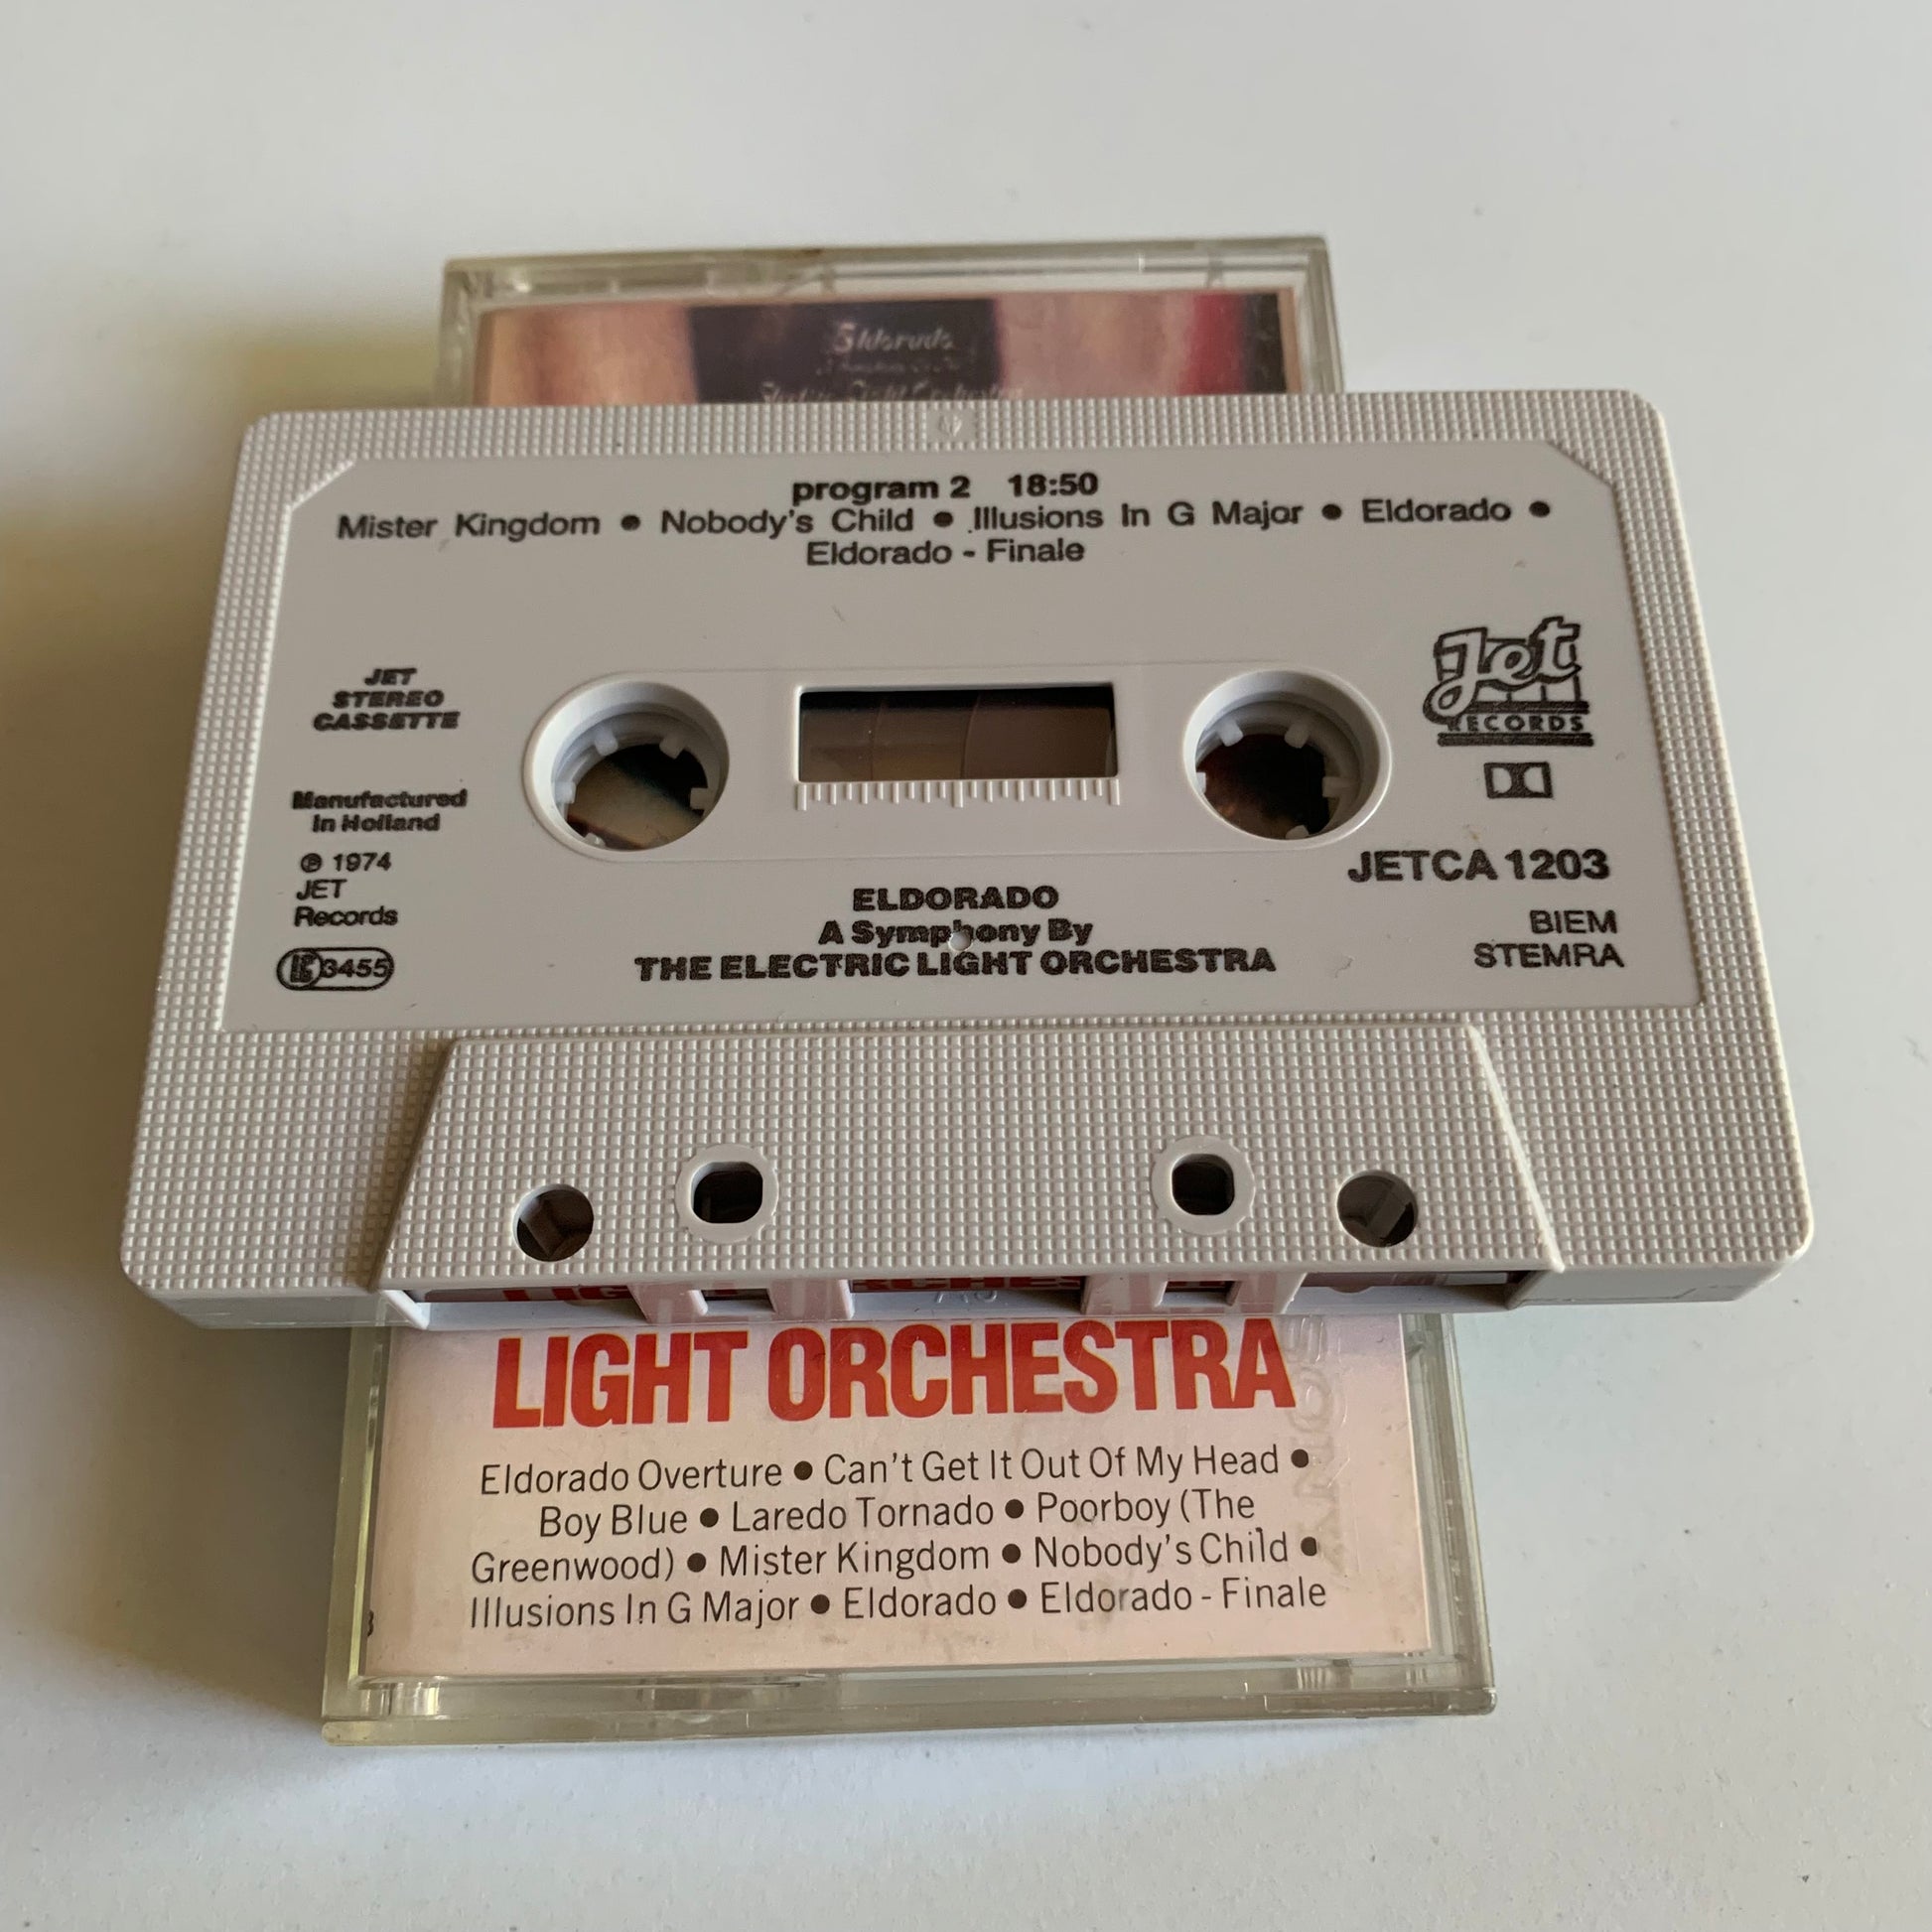 Eldorado
program 2 18:50
Mister Kingdom ● Nobody's Child ● Illusions In G Major ● Eldorado ●
Eldorado - Finale
JET
STEREO
CASSETTE
Manufactured
In Holland
℗ 1974
JET
Records
LC 3455
Jet
RECORDS
JETCA 1203
BIEM
STEMRA
ELDORADO
A Symphony By
THE ELECTRIC LIGHT ORCHESTRA
LIGHT ORCHESTRA
Eldorado Overture ● Can't Get It Out Of My Head ●
Boy Blue ● Laredo Tornado ● Poorboy (The
Greenwood) ● Mister Kingdom ● Nobody's Child ●
Illusions In G Major ● Eldorado ● Eldorado - Finale